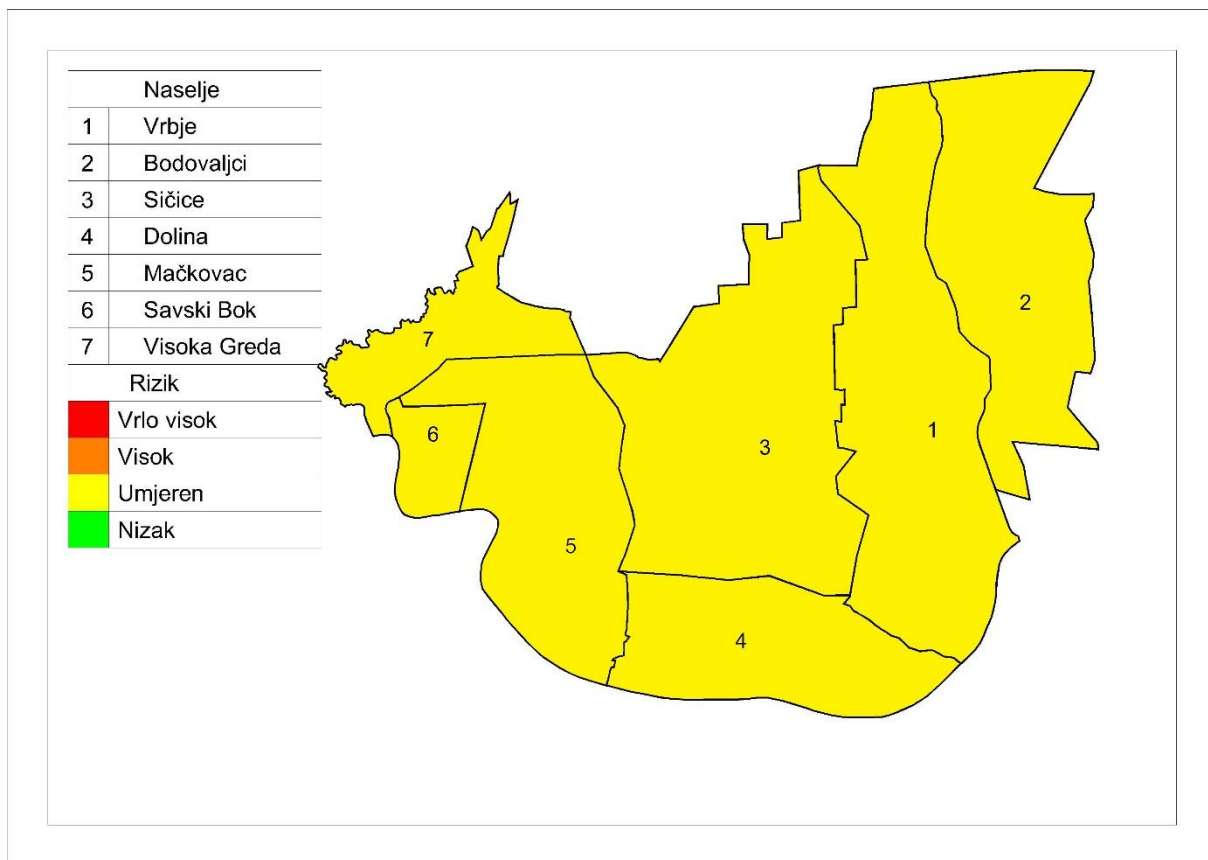 Naselje
1 Vrbje
2 Bodovaljci
3 Sičice
4 Dolina
5 Mačkovac
6 Savski Bok
7 Visoka Greda
Rizik
Vrlo visok
Visok
Umjeren
Nizak
2
7
1
6
3
5
4